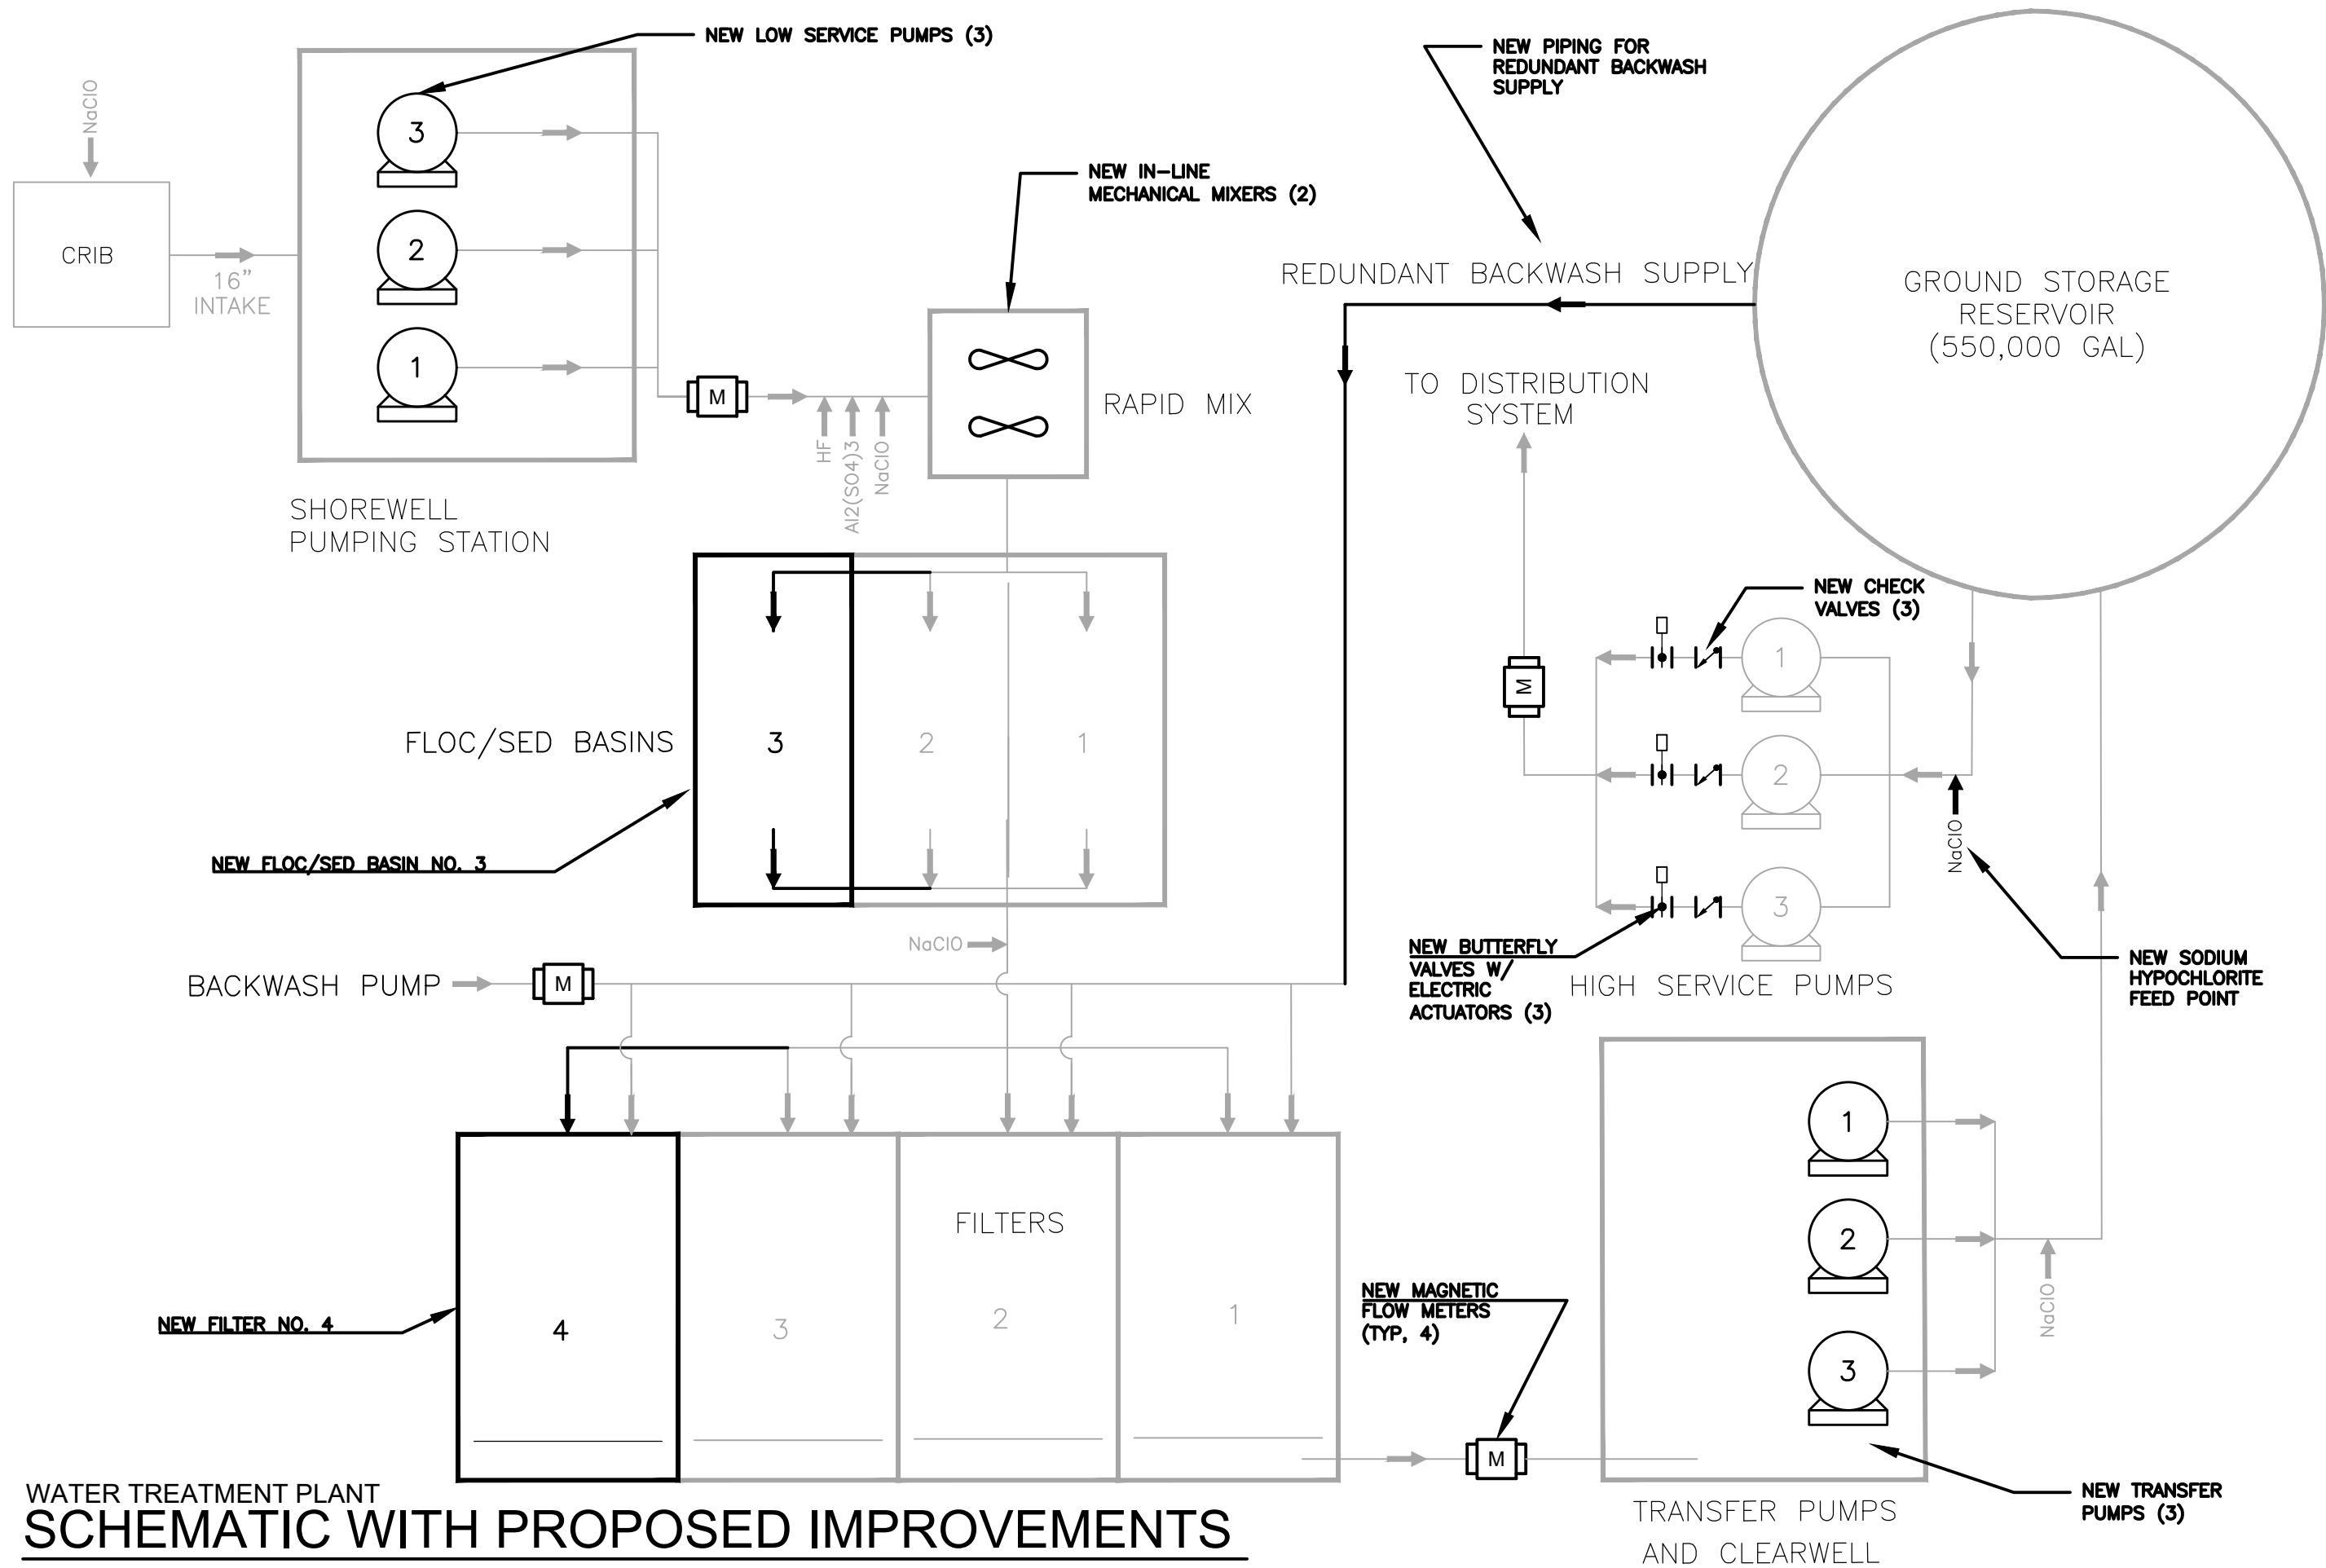 NEW LOW SERVICE PUMPS (3)
NEW PIPING FOR
REDUNDANT BACKWASH
SUPPLY
NaClO
3
2
1
CRIB
16"
INTAKE
SHOREWELL
PUMPING STATION
M
HF
Al2(SO4)3
NaClO
NEW IN-LINE
MECHANICAL MIXERS (2)
RAPID MIX
REDUNDANT BACKWASH SUPPLY
GROUND STORAGE
RESERVOIR
(550,000 GAL)
TO DISTRIBUTION
SYSTEM
M
NEW CHECK
VALVES (3)
1
2
3
NaClO
NEW BUTTERFLY
VALVES W/
ELECTRIC
ACTUATORS (3)
HIGH SERVICE PUMPS
NEW SODIUM
HYPOCHLORITE
FEED POINT
FLOC/SED BASINS
3
2
1
NEW FLOC/SED BASIN NO. 3
NaClO
BACKWASH PUMP
M
FILTERS
4
3
2
1
NEW FILTER NO. 4
NEW MAGNETIC
FLOW METERS
(TYP, 4)
M
1
2
3
NaClO
NEW TRANSFER
PUMPS (3)
TRANSFER PUMPS
AND CLEARWELL
WATER TREATMENT PLANT
SCHEMATIC WITH PROPOSED IMPROVEMENTS